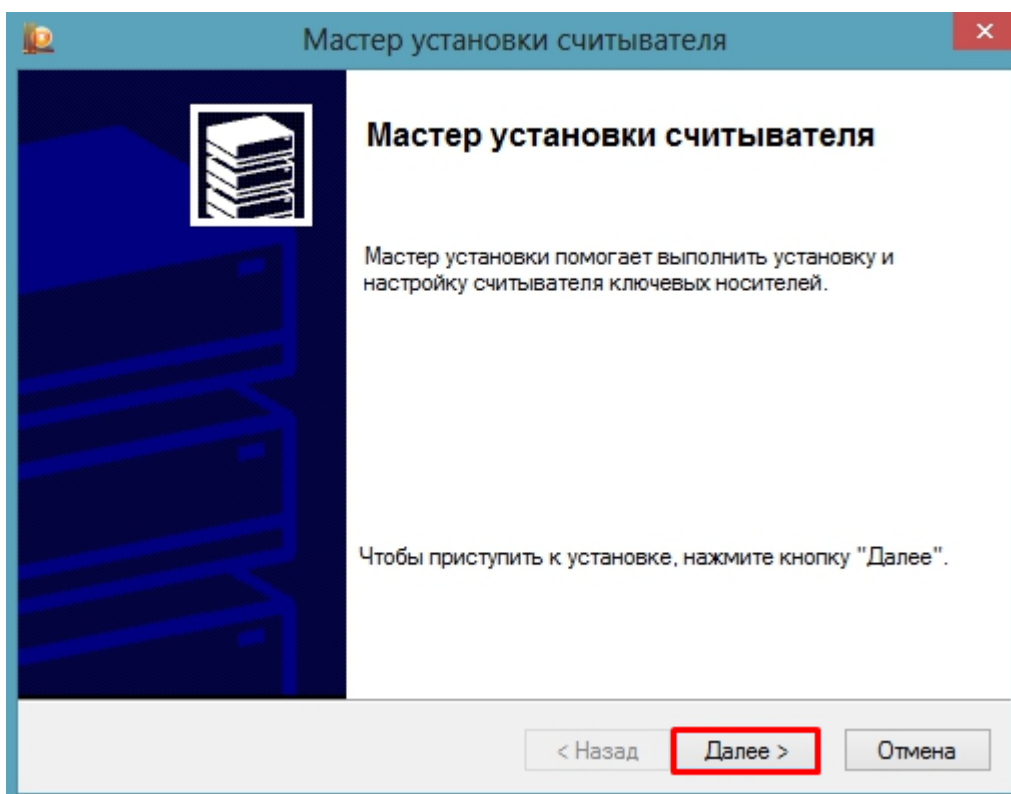 Мастер установки считывателя
Мастер установки считывателя
Мастер установки помогает выполнить установку и
настройку считывателя ключевых носителей.
Чтобы приступить к установке, нажмите кнопку "Далее".
< Назад
Далее >
Отмена